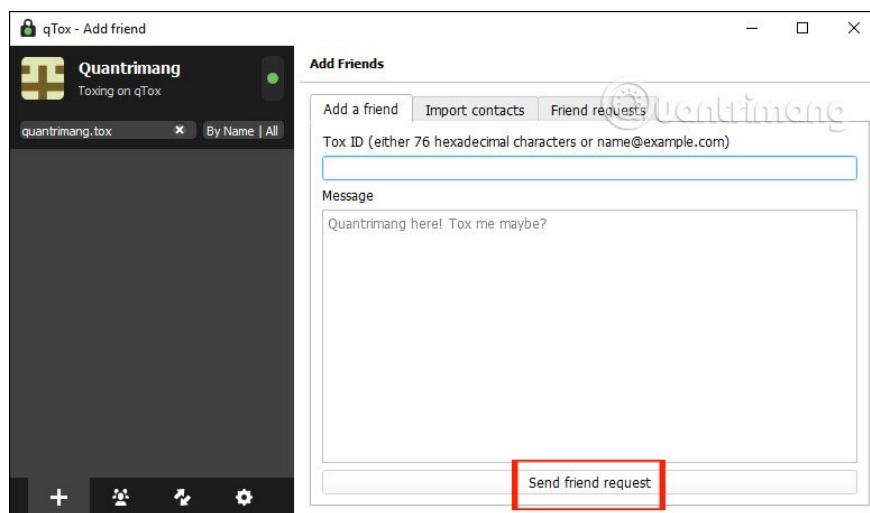 qTox - Add friend
Quantrimang
Toxing on qTox
quantrimang.tox
By Name | All
Add Friends
Add a friend
Import contacts
Friend requests
Quantrimang
Tox ID (either 76 hexadecimal characters or name@example.com)
Message
Quantrimang here! Tox me maybe?
Send friend request